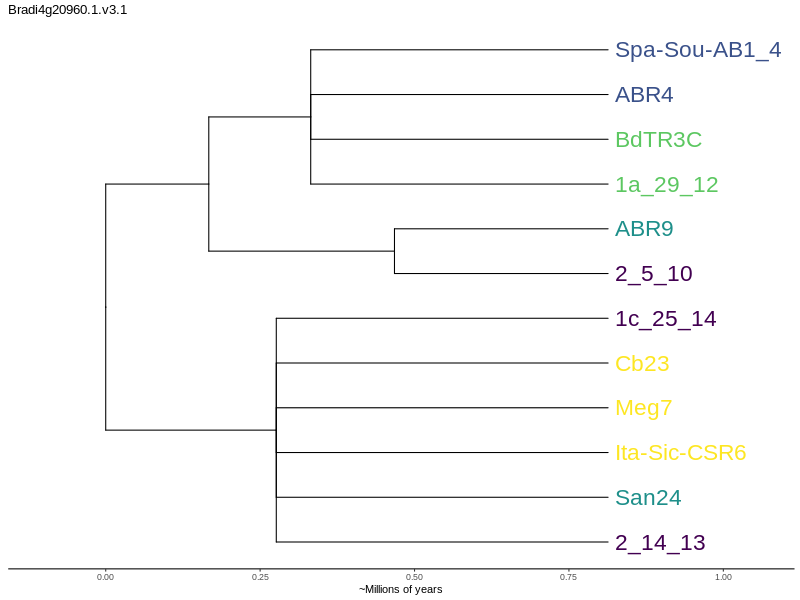 Bradi4g20960.1.v3.1
Spa-Sou-AB1_4
ABR4
BdTR3C
1a_29_12
ABR9
2_5_10
1c_25_14
Cb23
Meg7
Ita-Sic-CSR6
San24
2_14_13
0.00 0.25 0.50 0.75 1.00
~Millions of years